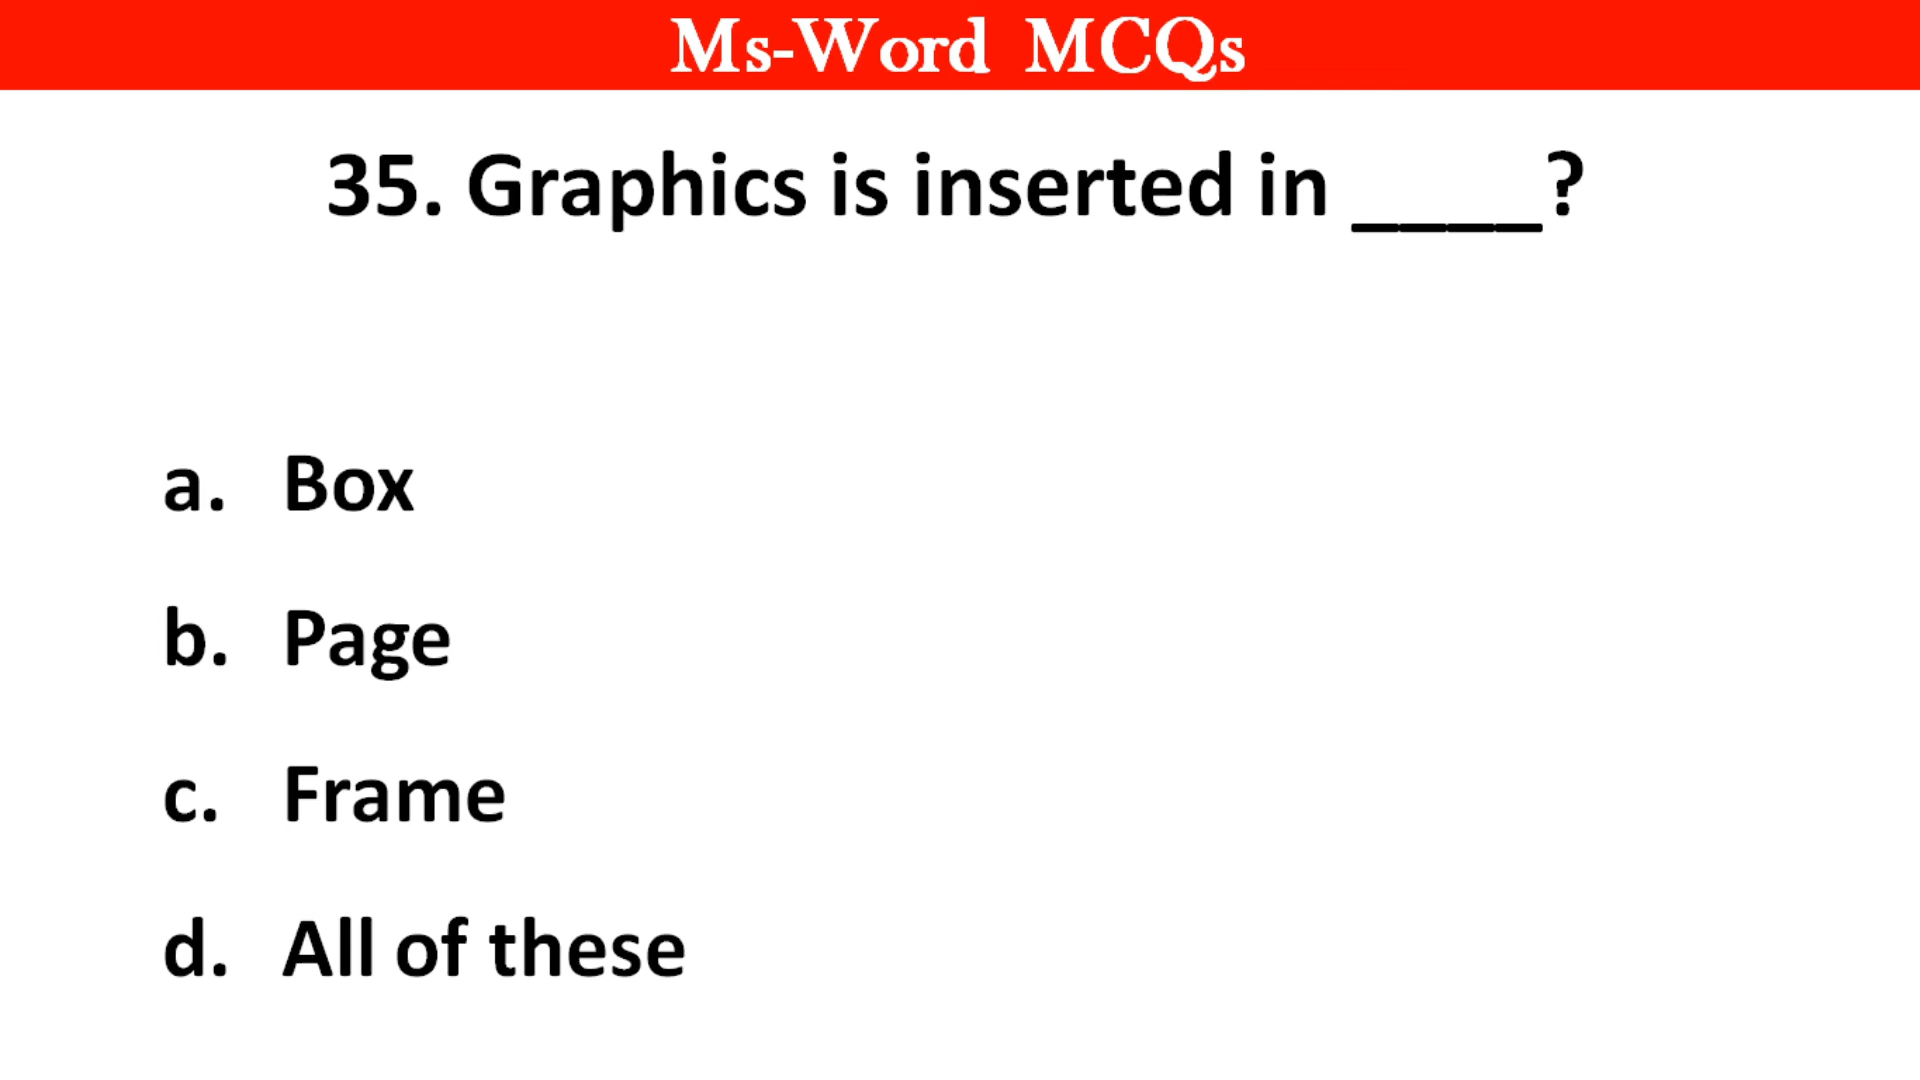 Ms-Word MCQs
35. Graphics is inserted in ____?
a. Box
b. Page
c. Frame
d. All of these